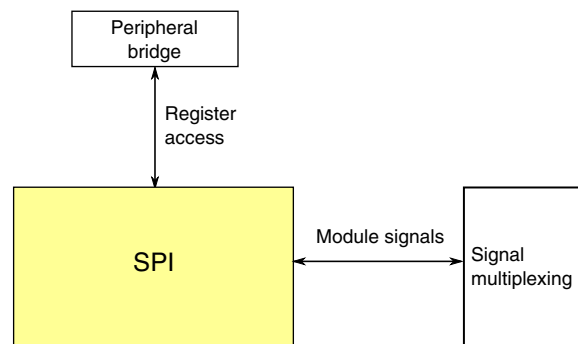 Peripheral
bridge
Register
access
SPI
Module signals
Signal
multiplexing